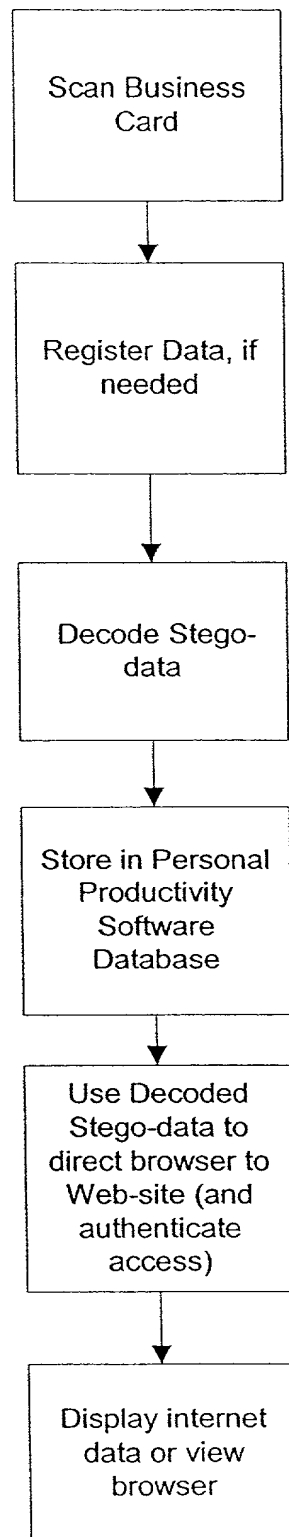 Scan Business
Card
Register Data, if
needed
Decode Stego-
data
Store in Personal
Productivity
Software
Database
Use Decoded
Stego-data to
direct browser to
Web-site (and
authenticate
access)
Display internet
data or view
browser